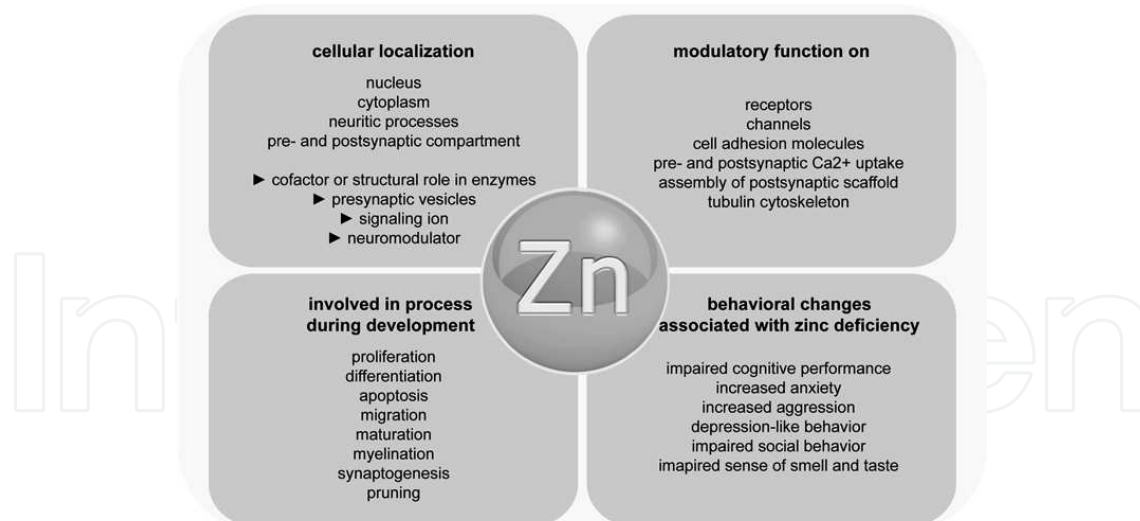 cellular localization
nucleus
cytoplasm
neuritic processes
pre- and postsynaptic compartment
► cofactor or structural role in enzymes
► presynaptic vesicles
► signaling ion
► neuromodulator
modulatory function on
receptors
channels
cell adhesion molecules
pre- and postsynaptic Ca2+ uptake
assembly of postsynaptic scaffold
tubulin cytoskeleton
Zn
involved in process
during development
proliferation
differentiation
apoptosis
migration
maturation
myelination
synaptogenesis
pruning
behavioral changes
associated with zinc deficiency
impaired cognitive performance
increased anxiety
increased aggression
depression-like behavior
impaired social behavior
imapired sense of smell and taste